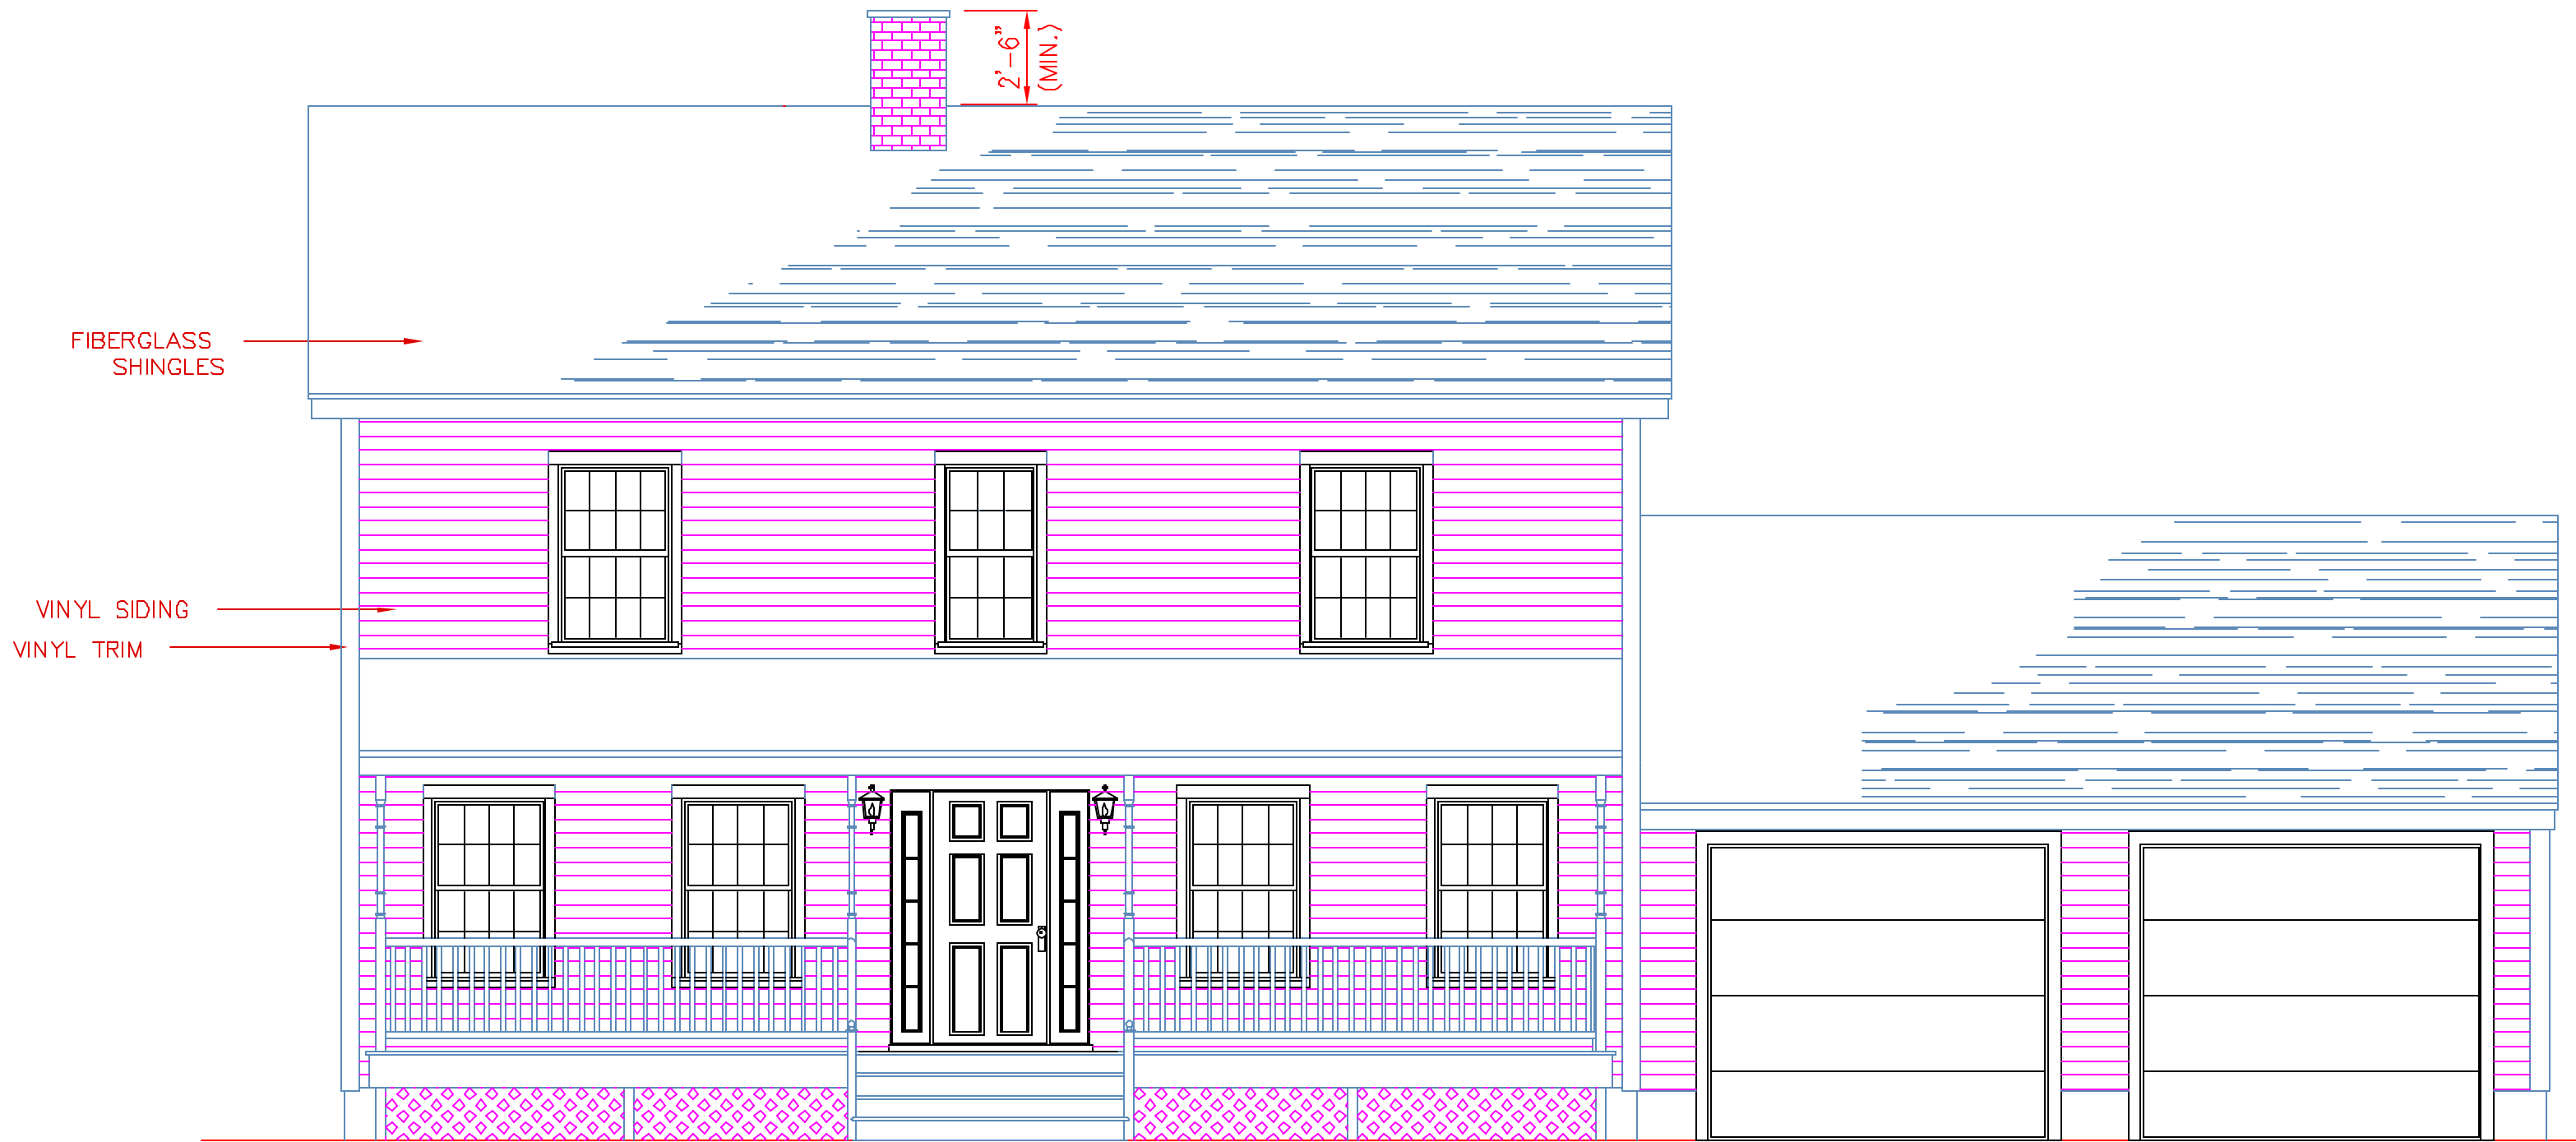 2'-6"
(MIN.)
FIBERGLASS
SHINGLES
VINYL SIDING
VINYL TRIM